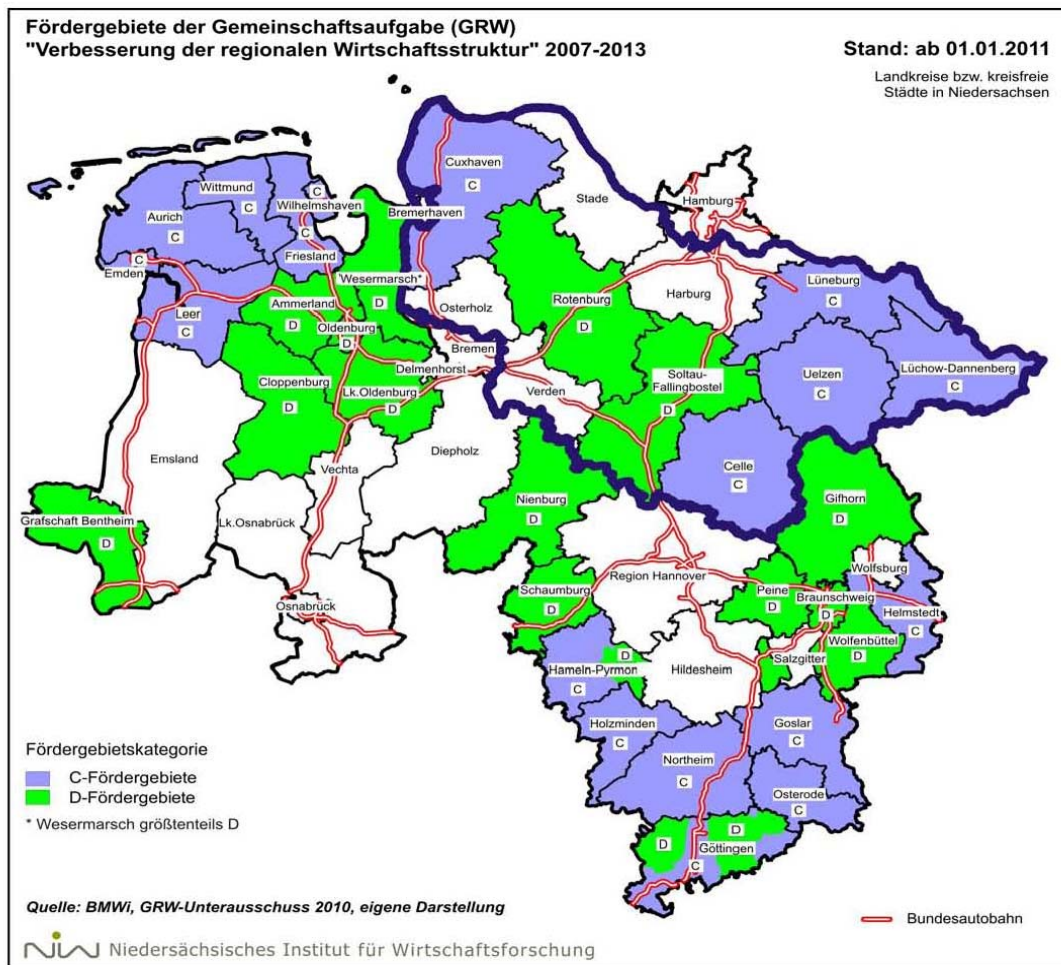 Fördergebiete der Gemeinschaftsaufgabe (GRW)
"Verbesserung der regionalen Wirtschaftsstruktur" 2007-2013
Stand: ab 01.01.2011
Landkreise bzw. kreisfreie
Städte in Niedersachsen
Cuxhaven
C
Wittmund
C
Wilhelmshaven
C
C
Stade
Hamburg
Aurich
C
Bremerhaven
Emden
C
Friesland
Wesermarsch*
D
Lüneburg
C
Leer
C
Ammerland
D
Osterholz
Rotenburg
D
Harburg
Oldenburg
D
Bremen
Delmenhorst
Cloppenburg
D
Lk.Oldenburg
D
Verden
Soltau-
Fallingbostel
D
Uelzen
C
Lüchow-Dannenberg
C
Emsland
Vechta
Diepholz
Celle
C
Nienburg
D
Gifhorn
D
Grafschaft Bentheim
D
Lk.Osnabrück
Wolfsburg
Region Hannover
Schaumburg
D
Peine
D
Braunschweig
D
Helmstedt
C
Osnabrück
Wolfenbüttel
D
Salzgitter
D
Hameln-Pyrmon
C
Hildesheim
Holzminden
C
Goslar
C
Northeim
C
Osterode
C
D
D
Göttingen
C
Fördergebietskategorie
C-Fördergebiete
D-Fördergebiete
* Wesermarsch größtenteils D
Quelle: BMWi, GRW-Unterausschuss 2010, eigene Darstellung
Bundesautobahn
NIW Niedersächsisches Institut für Wirtschaftsforschung